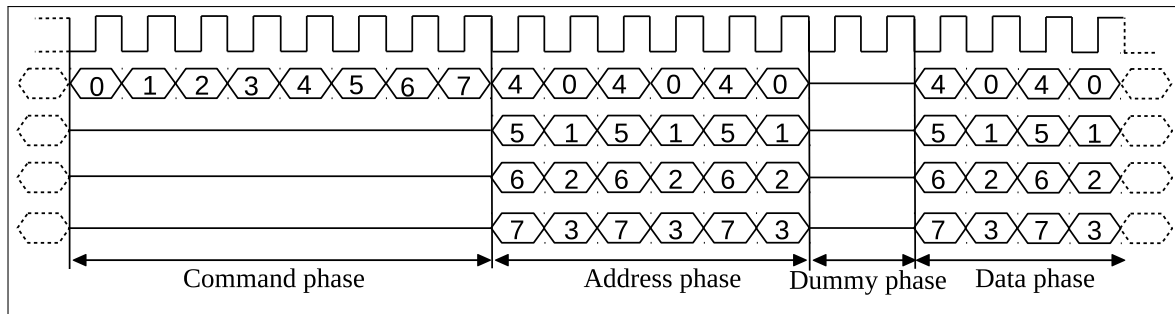 0 1 2 3 4 5 6 7 4 0 4 0 4 0 4 0 4 0
5 1 5 1 5 1 5 1 5 1
6 2 6 2 6 2 6 2 6 2
7 3 7 3 7 3 7 3 7 3
Command phase Address phase Dummy phase Data phase